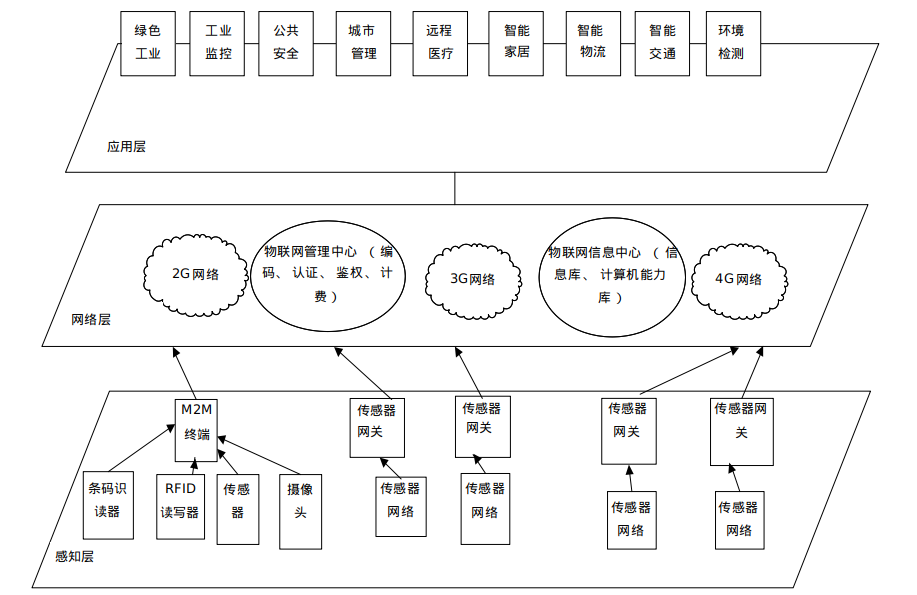 绿色
工业
工业
监控
公共
安全
城市
管理
远程
医疗
智能
家居
智能
物流
智能
交通
环境
检测
应用层
2G网络
物联网管理中心 （ 编
码、 认证、 鉴权、 计
费 ）
3G网络
物联网信息中心 （ 信
息库、 计算机能力
库 ）
4G网络
网络层
M2M
终端
传感器
网关
传感器
网关
传感器
网关
传感器网
关
条码识
读器
RFID
读写器
传感
器
摄像
头
传感器
网络
传感器
网络
传感器
网络
传感器
网络
感知层